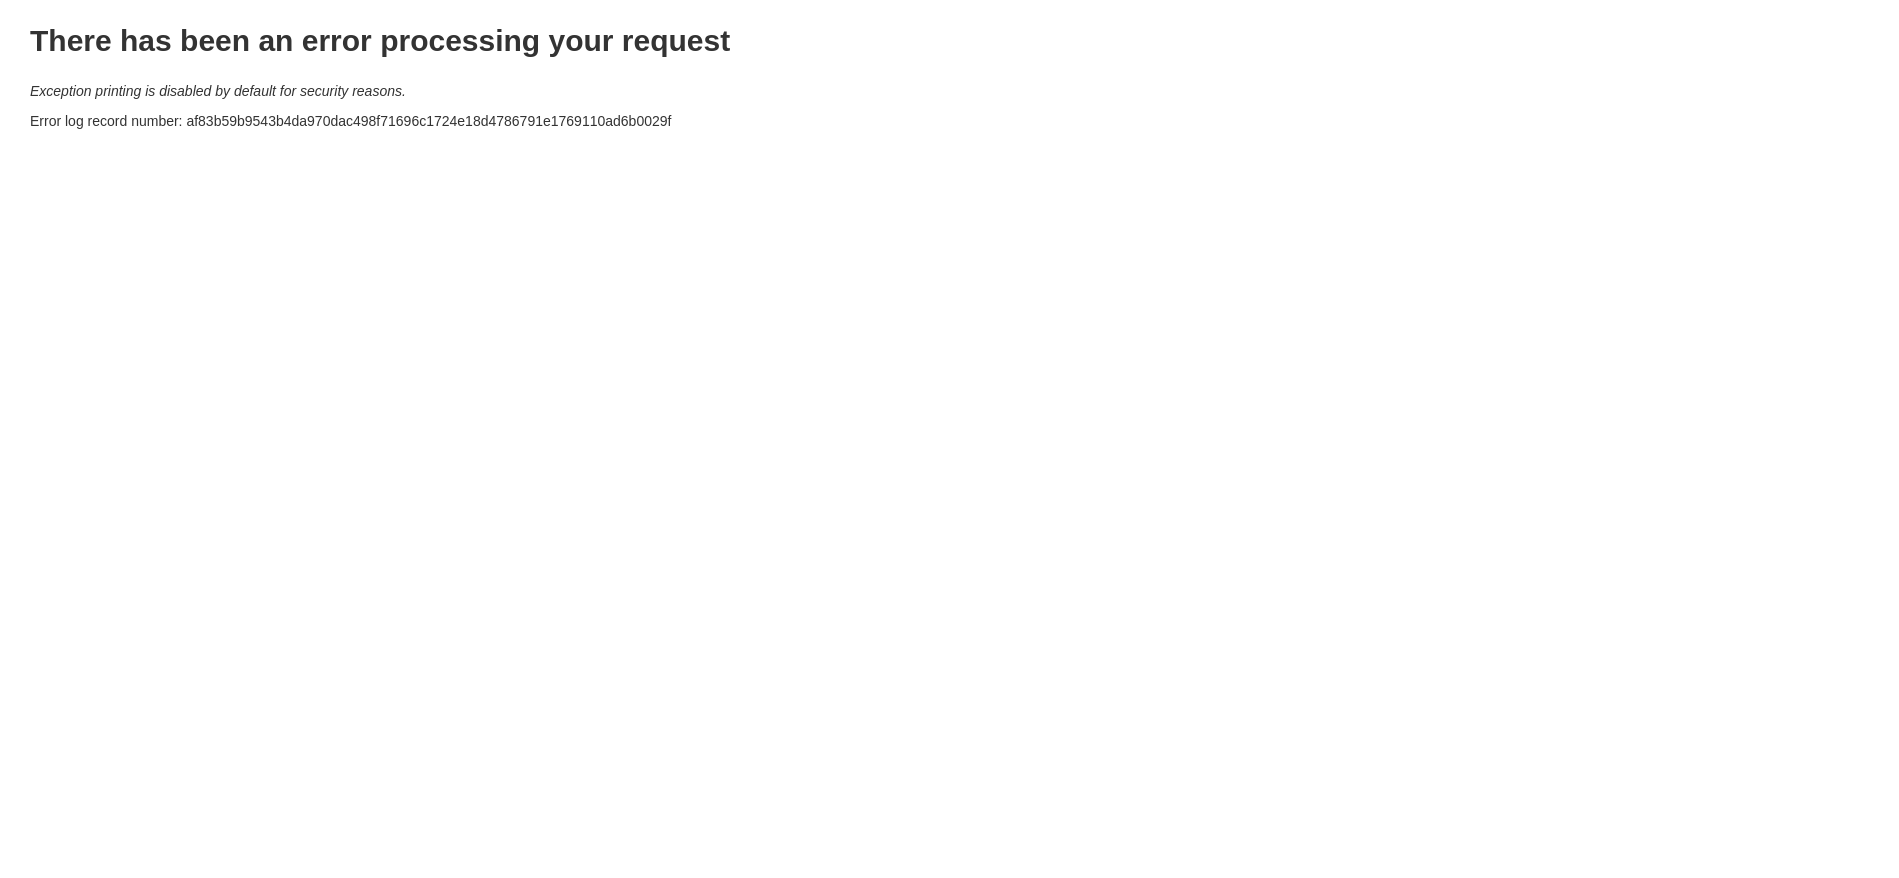 There has been an error processing your request
Exception printing is disabled by default for security reasons.
Error log record number: af83b59b9543b4da970dac498f71696c1724e18d4786791e1769110ad6b0029f